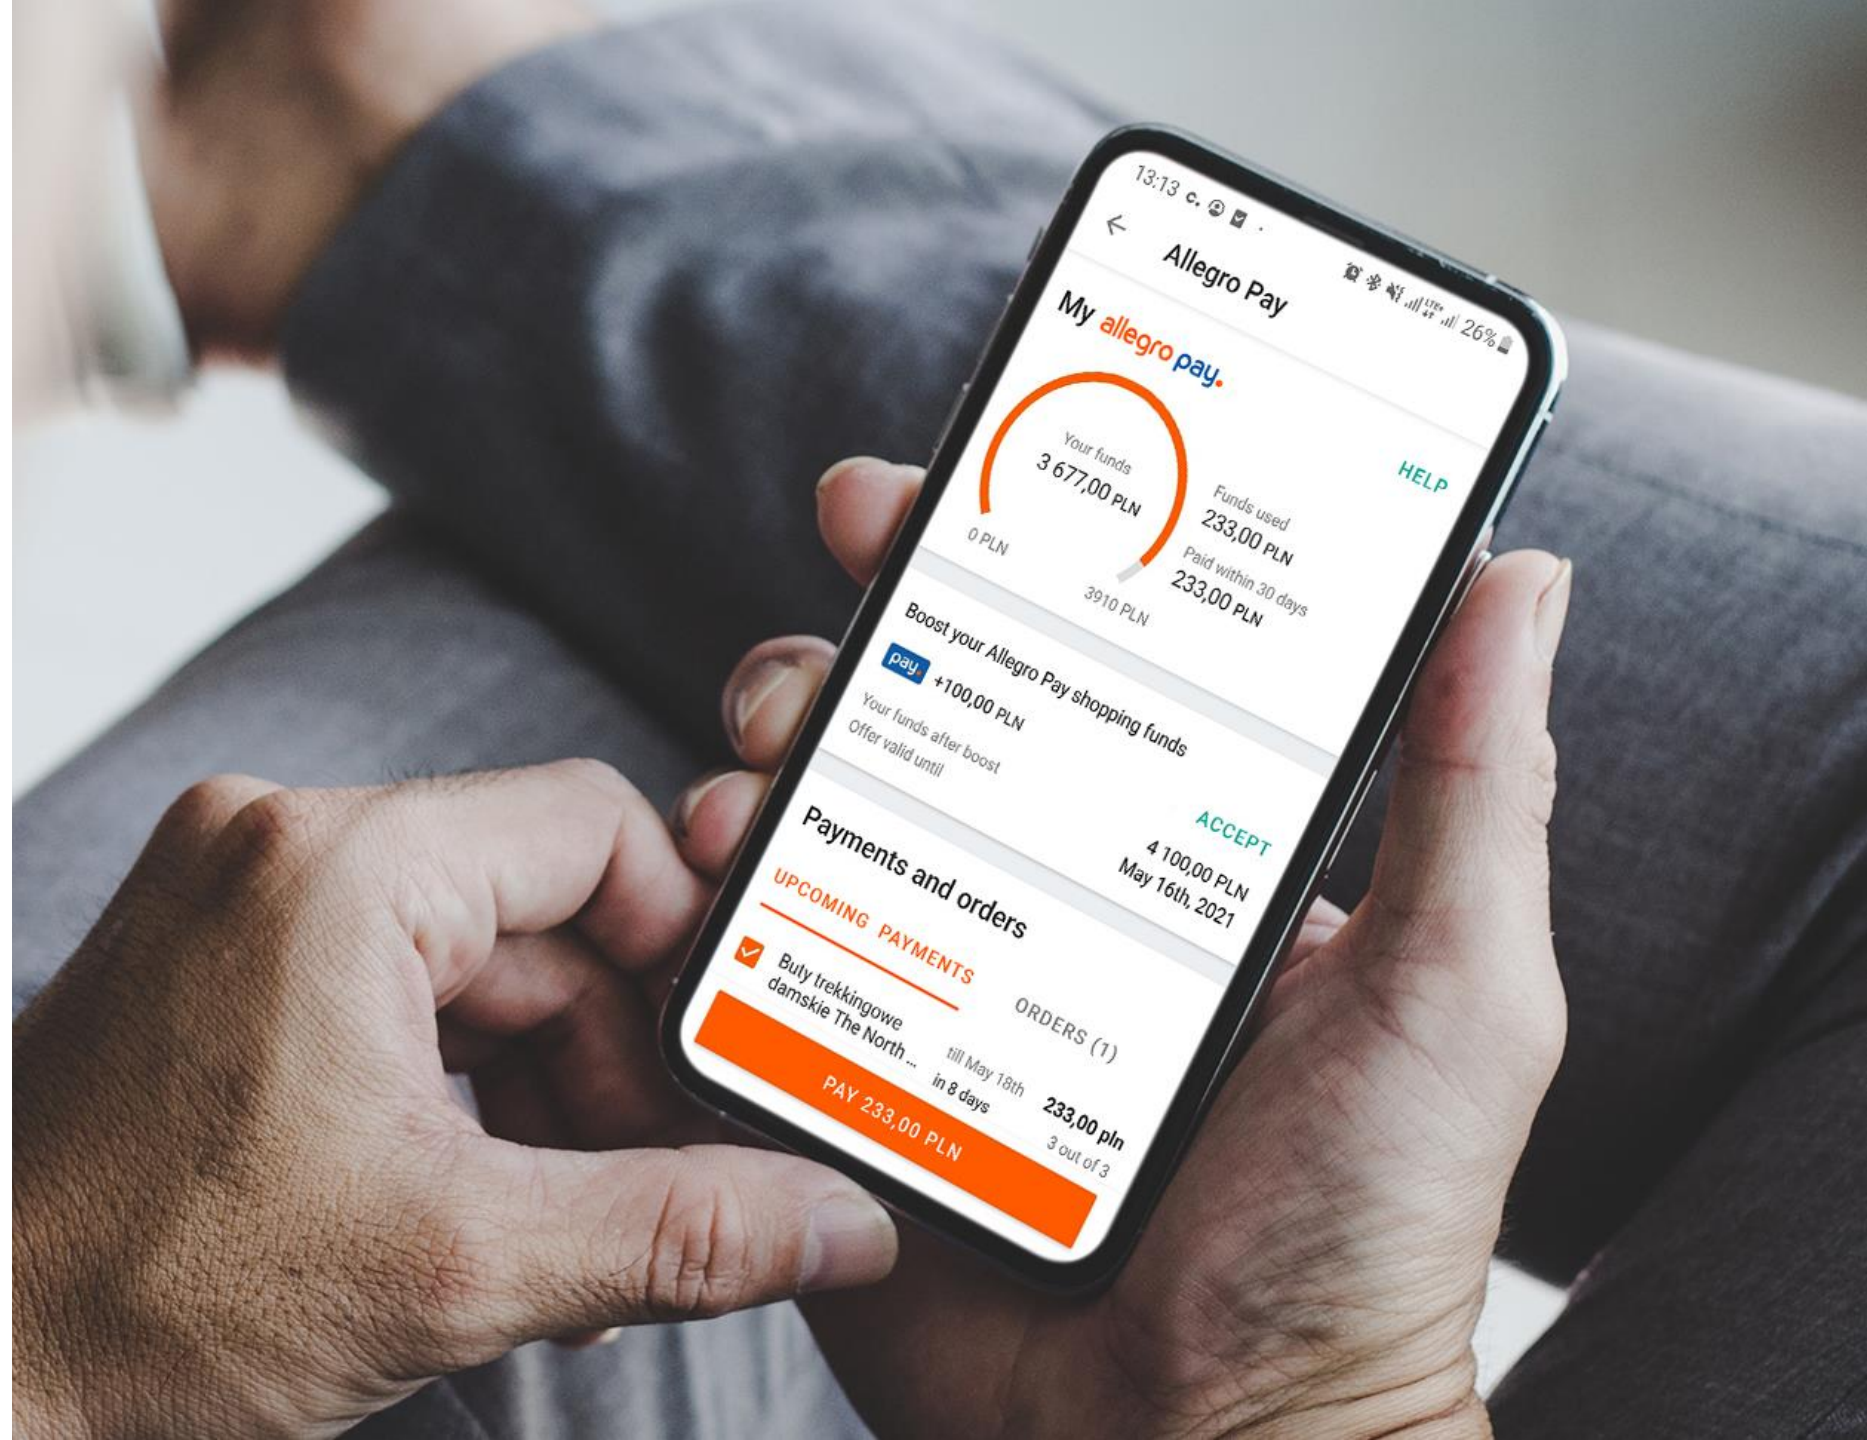 13:13
26%
Allegro Pay
My allegro pay.
HELP
Your funds
3 677,00 PLN
0 PLN
3910 PLN
Funds used
233,00 PLN
Paid within 30 days
233,00 PLN
Boost your Allegro Pay shopping funds
pay. +100,00 PLN
ACCEPT
Your funds after boost
4 100,00 PLN
Offer valid until
May 16th, 2021
Payments and orders
UPCOMING PAYMENTS
ORDERS (1)
Buty trekkingowe
damskie The North ...
till May 18th
in 8 days
233,00 pln
3 out of 3
PAY 233,00 PLN